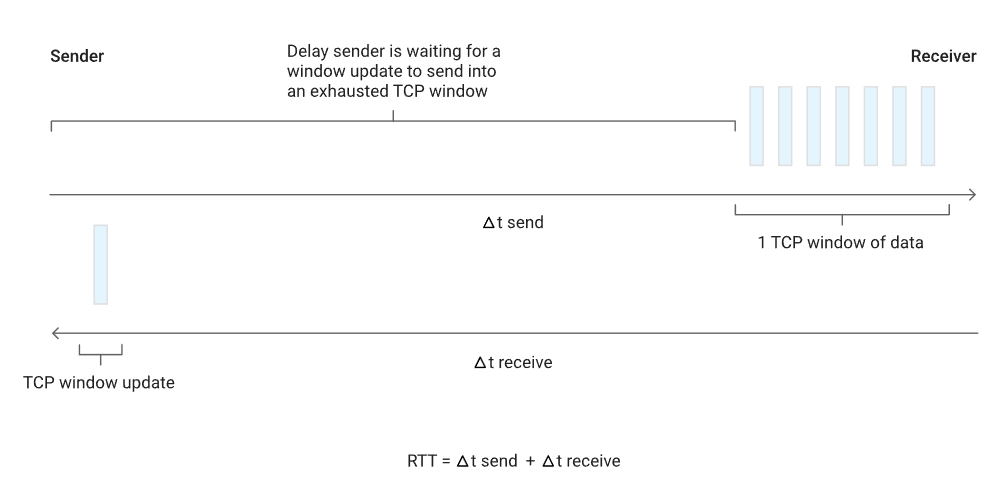 Sender
Delay sender is waiting for a
window update to send into
an exhausted TCP window
Receiver
Δt send
1 TCP window of data
Δt receive
TCP window update
RTT = Δt send + Δt receive